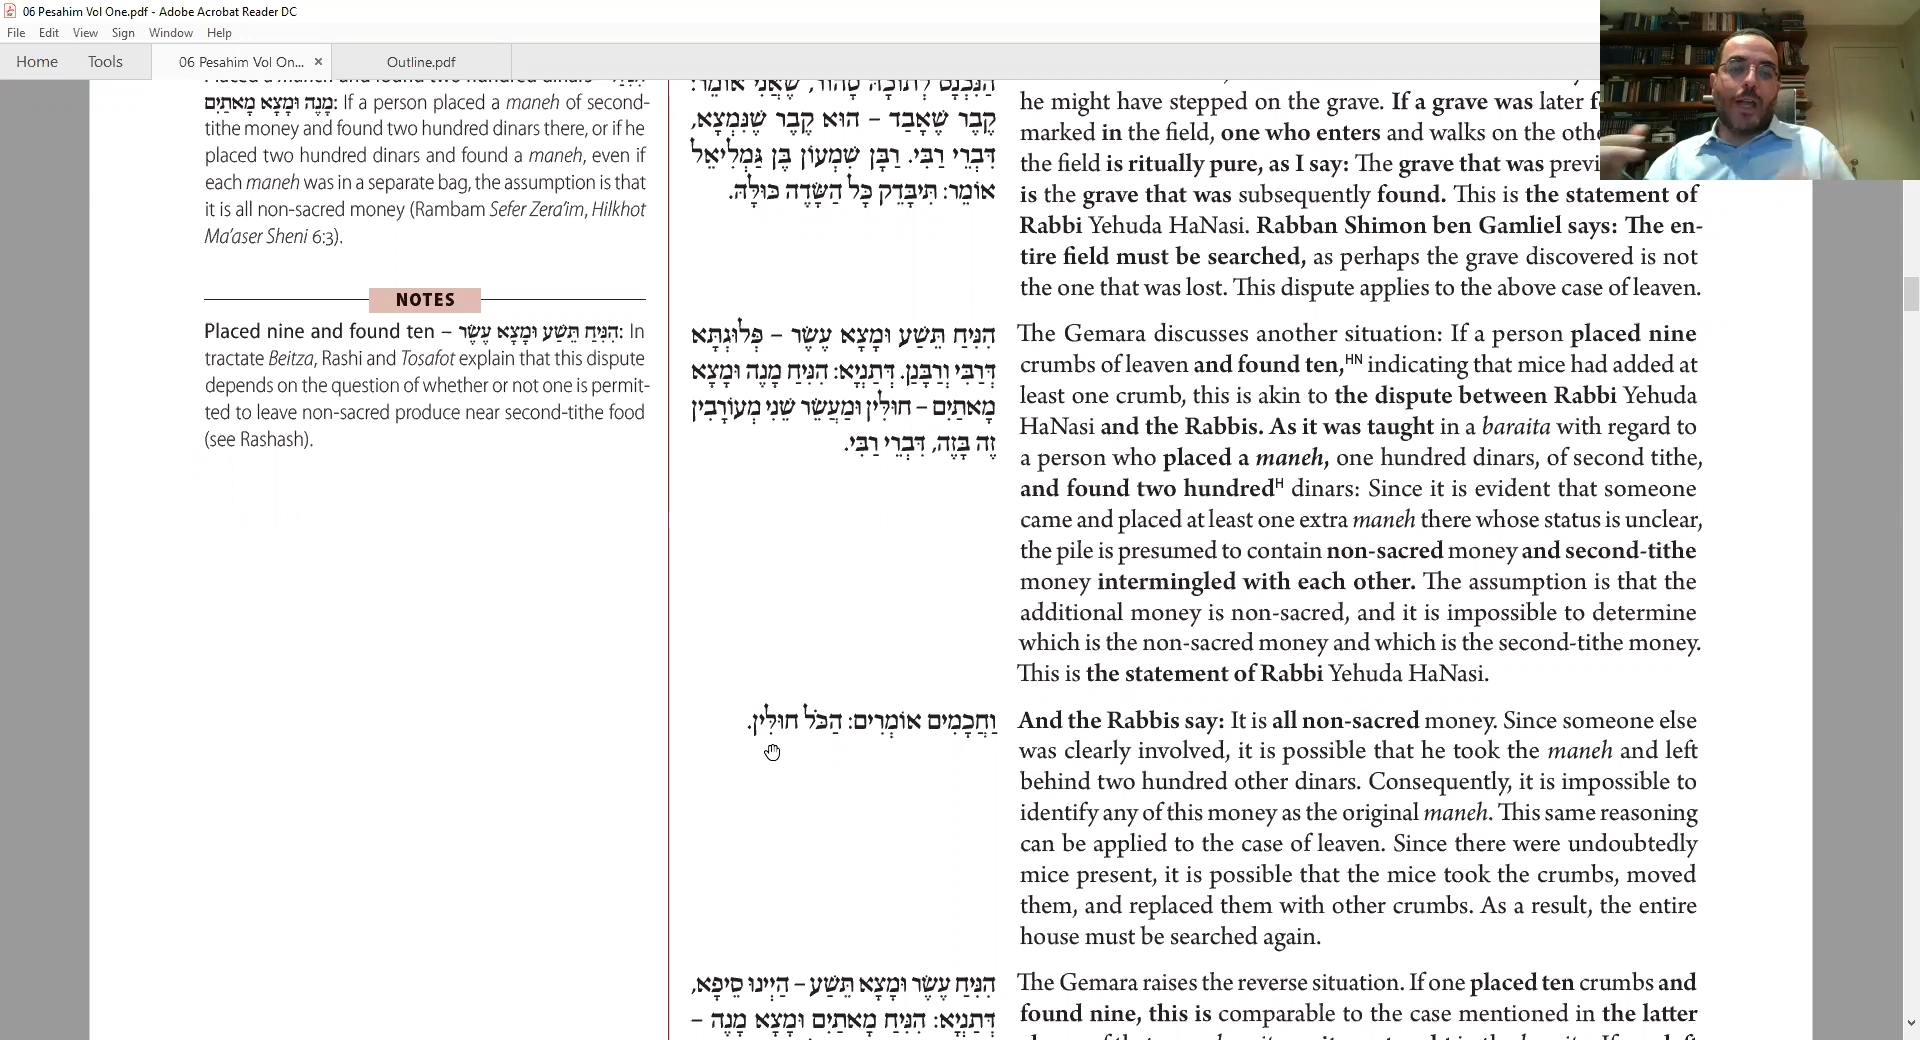 06 Pesahim Vol One.pdf - Adobe Acrobat Reader DC
File Edit View Sign Window Help
Home Tools 06 Pesahim Vol On... × Outline.pdf
מָנֶה וּמָצָא מָאתַיִם: If a person placed a maneh of second-
tithe money and found two hundred dinars there, or if he
placed two hundred dinars and found a maneh, even if
each maneh was in a separate bag, the assumption is that
it is all non-sacred money (Rambam Sefer Zera'im, Hilkhot
Ma'aser Sheni 6:3).
NOTES
Placed nine and found ten – הִנִּיחַ תֵּשַׁע וּמָצָא עֶשֶׂר: In
tractate Beitza, Rashi and Tosafot explain that this dispute
depends on the question of whether or not one is permit-
ted to leave non-sacred produce near second-tithe food
(see Rashash).
הַנִּכְנָס לְתוֹכָהּ טָהוֹר, שֶׁאֲנִי אוֹמֵר:
קֶבֶר שֶׁאָבַד – הוּא קֶבֶר שֶׁנִּמְצָא,
דִּבְרֵי רַבִּי. רַבָּן שִׁמְעוֹן בֶּן גַּמְלִיאֵל
אוֹמֵר: תִּיבָּדֵק כָּל הַשָּׂדֶה כּוּלָּהּ.
הִנִּיחַ תֵּשַׁע וּמָצָא עֶשֶׂר – פְּלוּגְתָּא
דְּרַבִּי וְרַבָּנַן. דְּתַנְיָא: הִנִּיחַ מָנֶה וּמָצָא
מָאתַיִם – חוּלִּין וּמַעֲשֵׂר שֵׁנִי מְעוֹרָבִין
זֶה בָּזֶה, דִּבְרֵי רַבִּי.
וַחֲכָמִים אוֹמְרִים: הַכֹּל חוּלִּין.
הִנִּיחַ עֶשֶׂר וּמָצָא תֵּשַׁע – הַיְינוּ סֵיפָא,
דְּתַנְיָא: הִנִּיחַ מָאתַיִם וּמָצָא מָנֶה –
he might have stepped on the grave. If a grave was later
marked in the field, one who enters and walks on the
the field is ritually pure, as I say: The grave that was
is the grave that was subsequently found. This is the statement of
Rabbi Yehuda HaNasi. Rabban Shimon ben Gamliel says: The en-
tire field must be searched, as perhaps the grave discovered is not
the one that was lost. This dispute applies to the above case of leaven.
The Gemara discusses another situation: If a person placed nine
crumbs of leaven and found ten,HN indicating that mice had added at
least one crumb, this is akin to the dispute between Rabbi Yehuda
HaNasi and the Rabbis. As it was taught in a baraita with regard to
a person who placed a maneh, one hundred dinars, of second tithe,
and found two hundredH dinars: Since it is evident that someone
came and placed at least one extra maneh there whose status is unclear,
the pile is presumed to contain non-sacred money and second-tithe
money intermingled with each other. The assumption is that the
additional money is non-sacred, and it is impossible to determine
which is the non-sacred money and which is the second-tithe money.
This is the statement of Rabbi Yehuda HaNasi.
And the Rabbis say: It is all non-sacred money. Since someone else
was clearly involved, it is possible that he took the maneh and left
behind two hundred other dinars. Consequently, it is impossible to
identify any of this money as the original maneh. This same reasoning
can be applied to the case of leaven. Since there were undoubtedly
mice present, it is possible that the mice took the crumbs, moved
them, and replaced them with other crumbs. As a result, the entire
house must be searched again.
The Gemara raises the reverse situation. If one placed ten crumbs and
found nine, this is comparable to the case mentioned in the latter